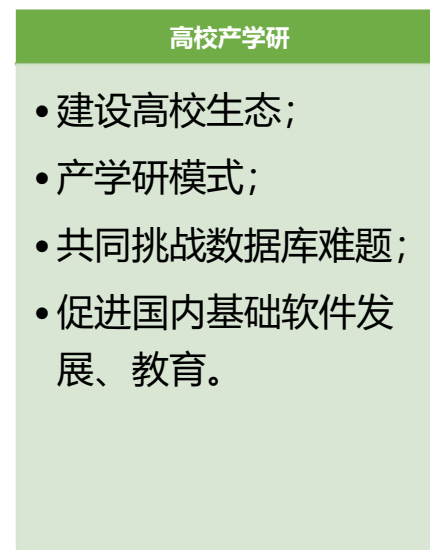 高校产学研
•建设高校生态；
•产学研模式；
•共同挑战数据库难题；
•促进国内基础软件发
展、教育。